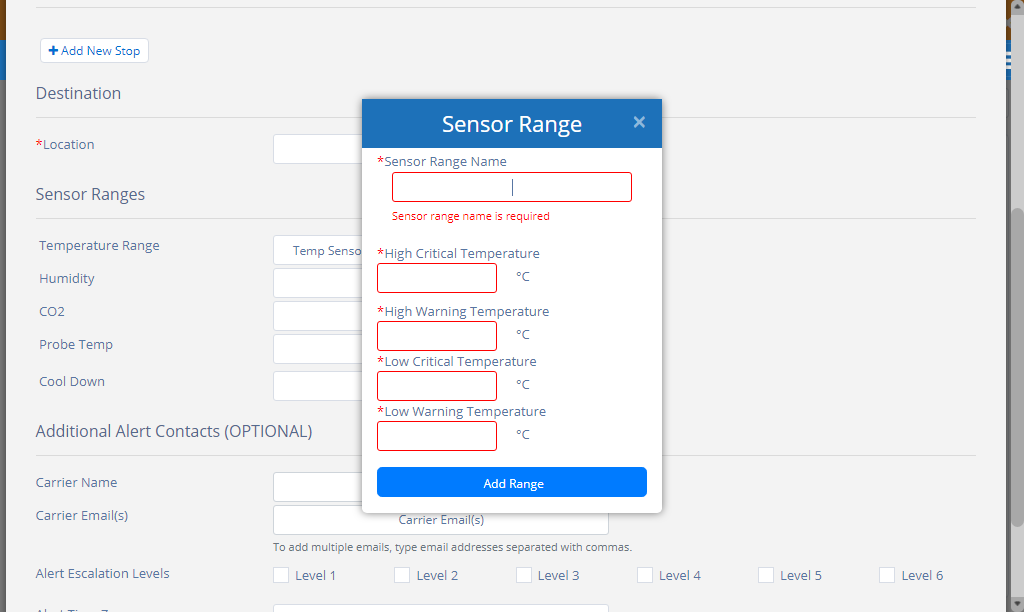 + Add New Stop
Destination
*Location
Sensor Ranges
Temperature Range
Temp Senso
Humidity
CO2
Probe Temp
Cool Down
Additional Alert Contacts (OPTIONAL)
Carrier Name
Carrier Email(s)
Carrier Email(s)
To add multiple emails, type email addresses separated with commas.
Alert Escalation Levels
Level 1
Level 2
Level 3
Level 4
Level 5
Level 6
Sensor Range
×
*Sensor Range Name
Sensor range name is required
*High Critical Temperature
°C
*High Warning Temperature
°C
*Low Critical Temperature
°C
*Low Warning Temperature
°C
Add Range